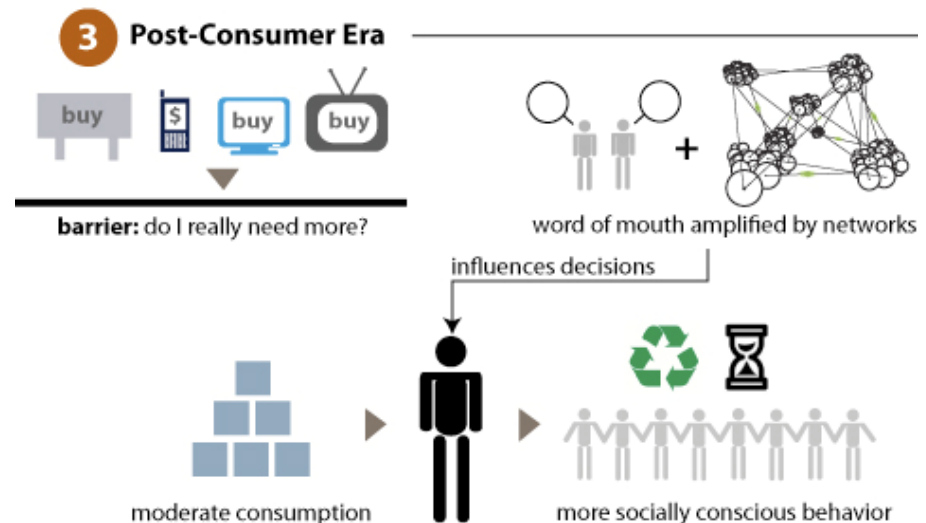 3 Post-Consumer Era
buy
$
buy
buy
barrier: do I really need more?
word of mouth amplified by networks
influences decisions
moderate consumption
more socially conscious behavior